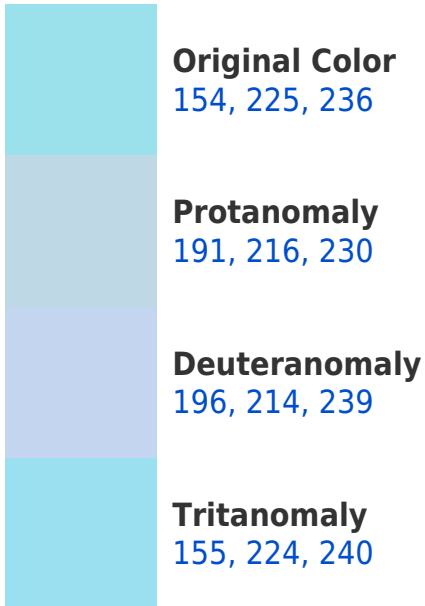 Original Color
154, 225, 236
Protanomaly
191, 216, 230
Deuteranomaly
196, 214, 239
Tritanomaly
155, 224, 240